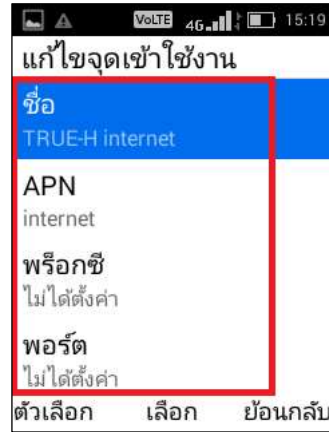 VoLTE 4G 15:19
แก้ไขจุดเข้าใช้งาน
ชื่อ
TRUE-H internet
APN
internet
พร็อกซี
ไม่ได้ตั้งค่า
พอร์ต
ไม่ได้ตั้งค่า
ตัวเลือก เลือก ย้อนกลับ